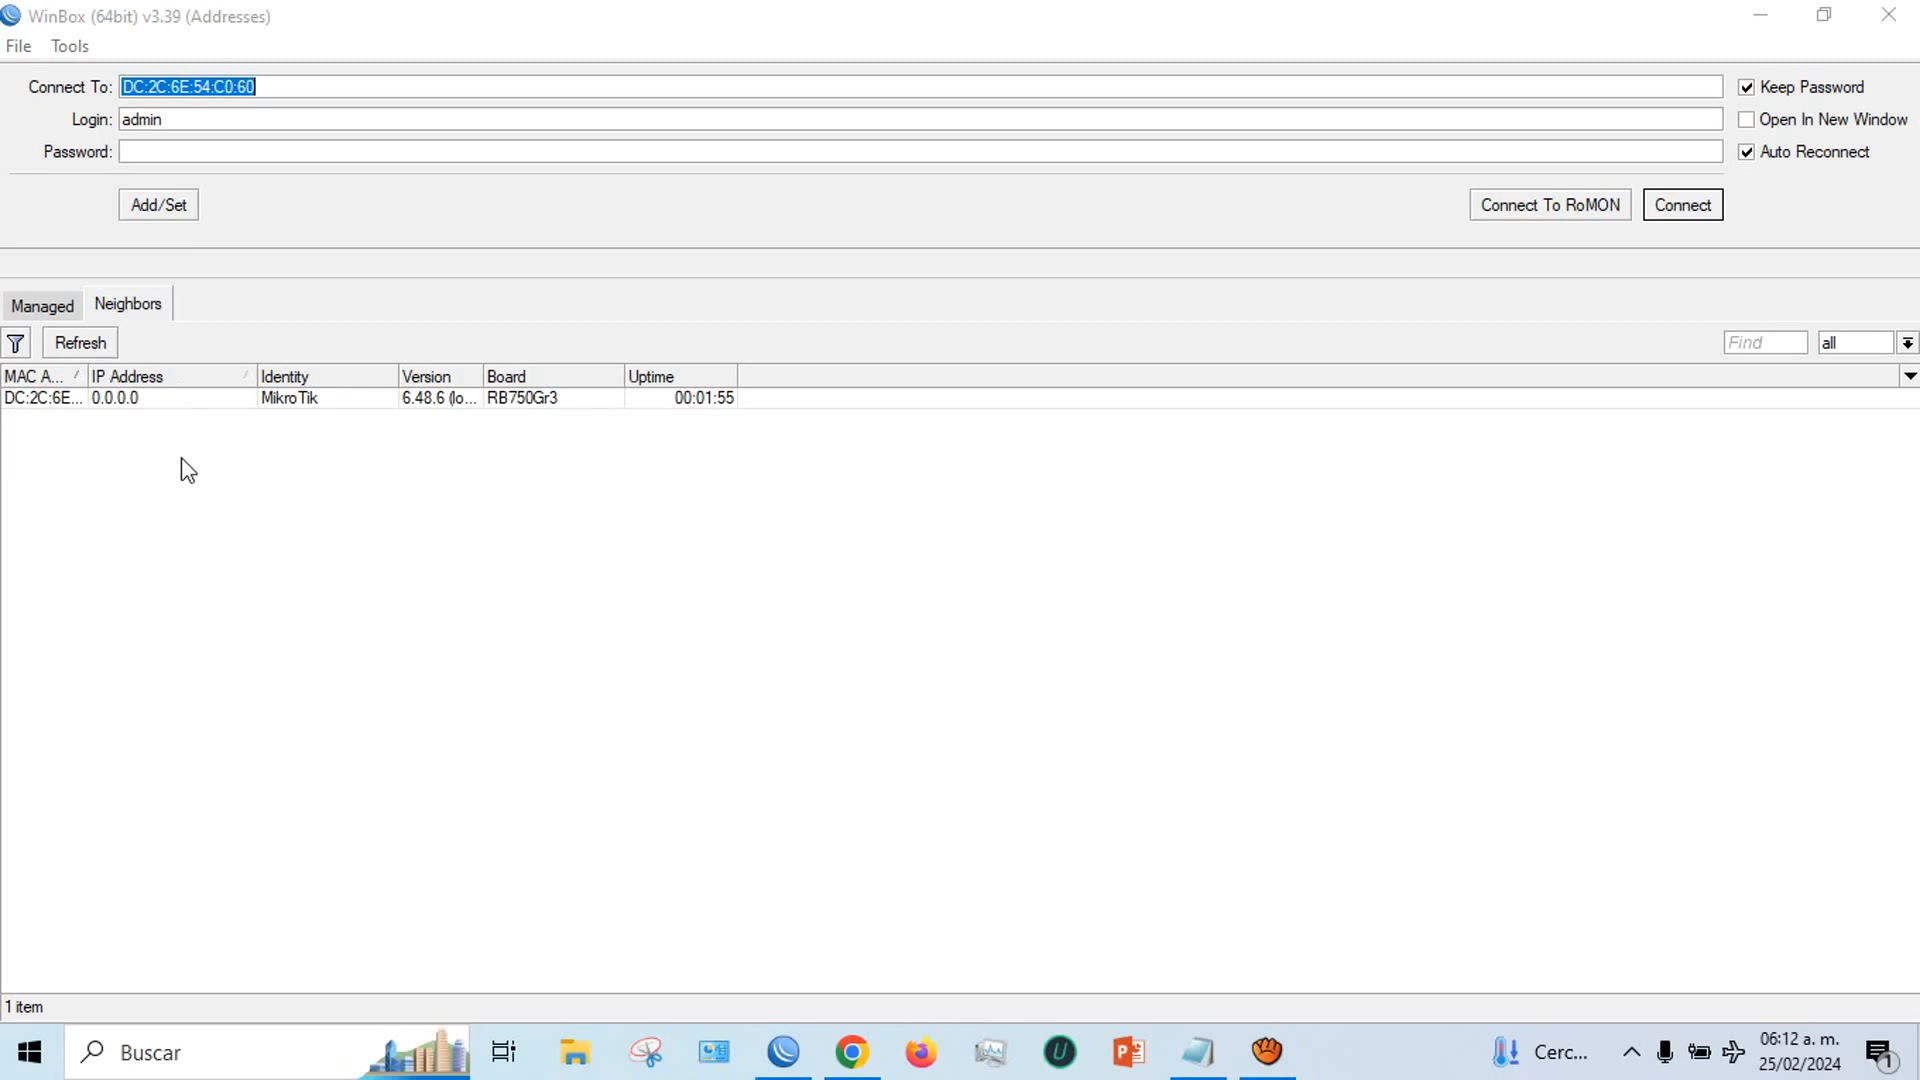 WinBox (64bit) v3.39 (Addresses)
File Tools
Connect To: DC:2C:6E:54:C0:60 Keep Password
Login: admin Open In New Window
Password: Auto Reconnect
Add/Set Connect To RoMON Connect
Managed Neighbors
Refresh Find all
MAC A... IP Address Identity Version Board Uptime
DC:2C:6E... 0.0.0.0 MikroTik 6.48.6 (lo... RB750Gr3 00:01:55
1 item
Buscar Cerc... 06:12 a. m.
25/02/2024 1